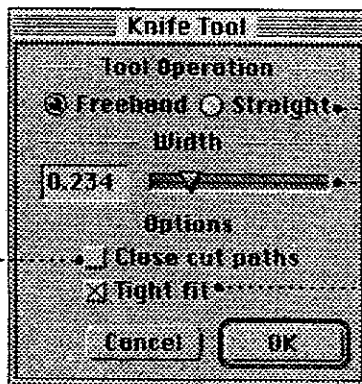 Knife Tool
Tool Operation
Freehand Straight
Width
0.234
Options
Close cut paths
Tight fit
Cancel OK